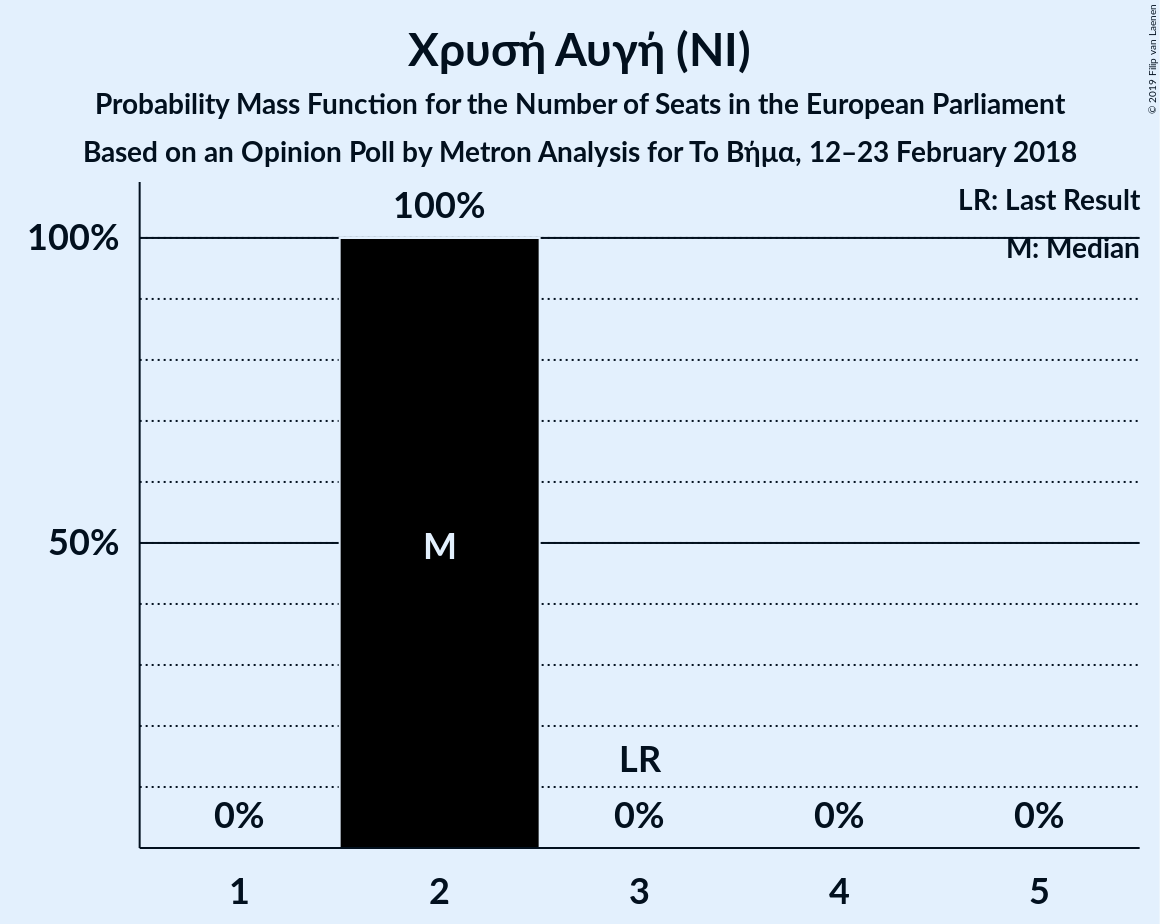 Χρυσή Αυγή (NI)
Probability Mass Function for the Number of Seats in the European Parliament
Based on an Opinion Poll by Metron Analysis for Το Βήμα, 12–23 February 2018
© 2019 Filip van Laenen
LR: Last Result
M: Median
100%
100%
50%
M
LR
0%
0%
0%
0%
1
2
3
4
5